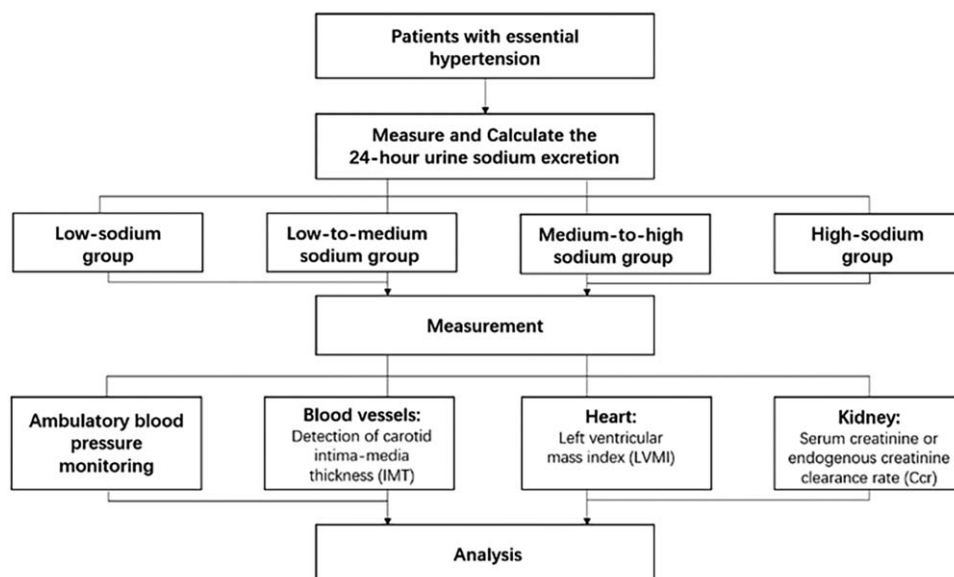 Patients with essential
hypertension
Measure and Calculate the
24-hour urine sodium excretion
Low-sodium
group
Low-to-medium
sodium group
Medium-to-high
sodium group
High-sodium
group
Measurement
Ambulatory blood
pressure
monitoring
Blood vessels:
Detection of carotid
intima-media
thickness (IMT)
Heart:
Left ventricular
mass index (LVMI)
Kidney:
Serum creatinine or
endogenous creatinine
clearance rate (Ccr)
Analysis